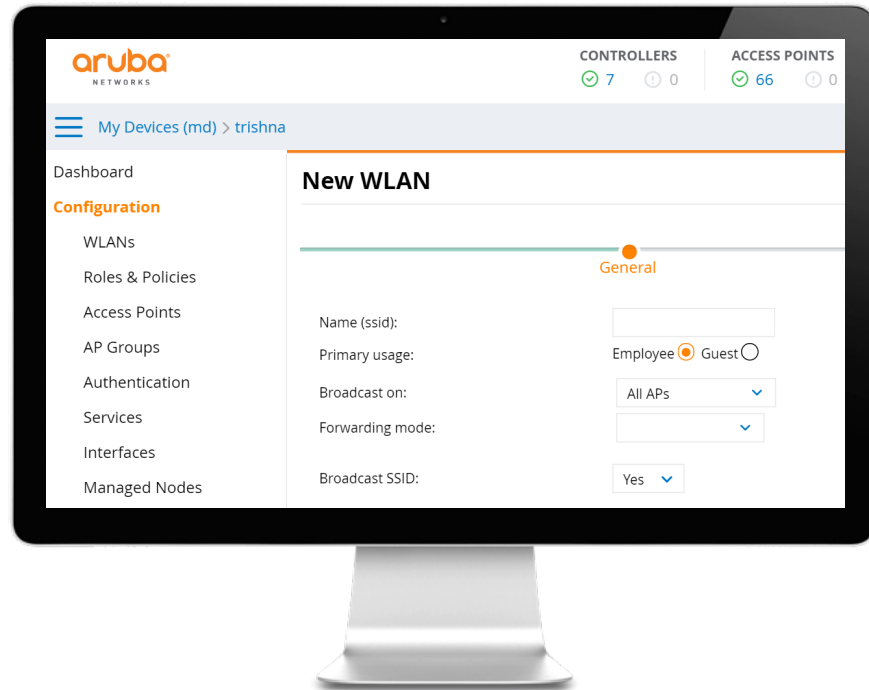 aruba
NETWORKS
CONTROLLERS ACCESS POINTS
7 0 66 0
My Devices (md) > trishna
Dashboard
New WLAN
Configuration
WLANs
Roles & Policies
Access Points
AP Groups
Authentication
Services
Interfaces
Managed Nodes
General
Name (ssid):
Primary usage: Employee Guest
Broadcast on: All APs
Forwarding mode:
Broadcast SSID: Yes